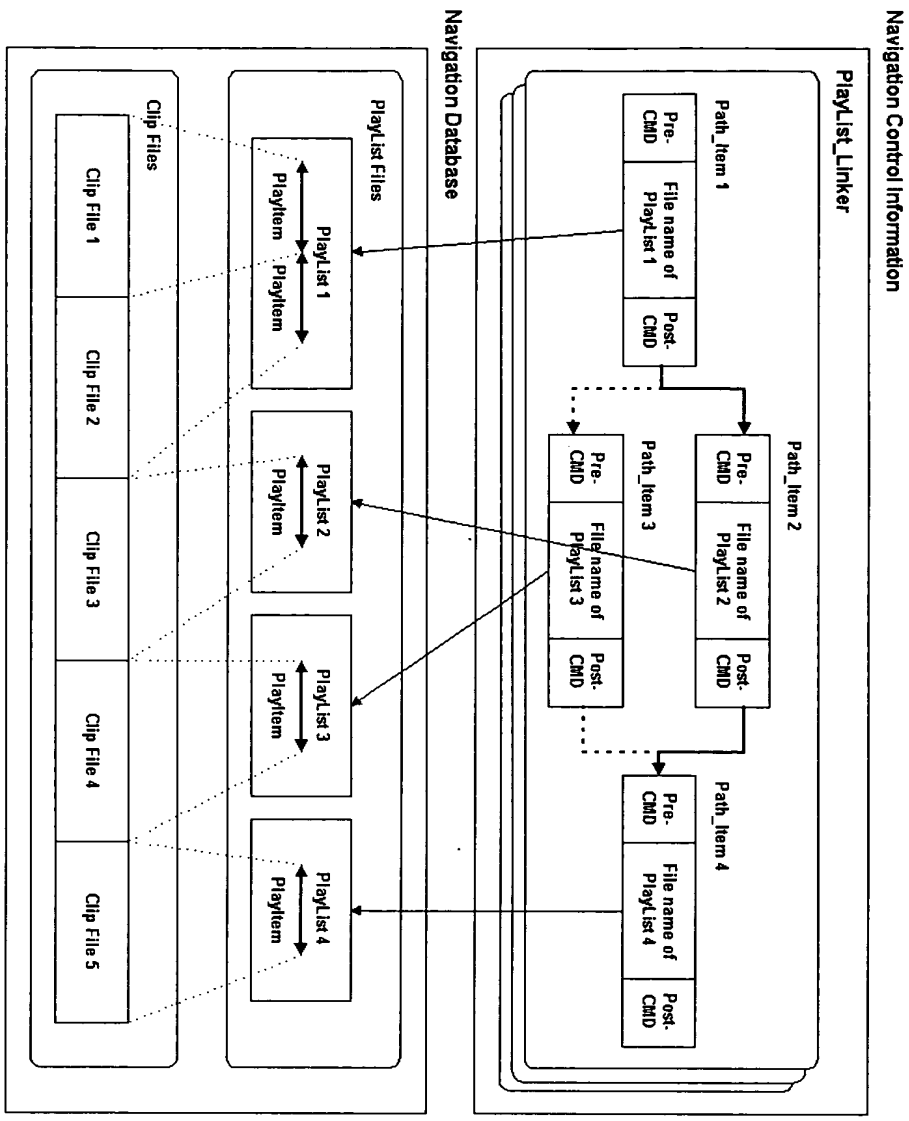 Navigation Control Information
PlayList_Linker
Path_Item 1
Pre-
CMD
File name of
PlayList 1
Post-
CMD
Path_Item 2
Pre-
CMD
File name of
PlayList 2
Post-
CMD
Path_Item 3
Pre-
CMD
File name of
PlayList 3
Post-
CMD
Path_Item 4
Pre-
CMD
File name of
PlayList 4
Post-
CMD
Navigation Database
PlayList Files
PlayList 1
PlayItem
PlayItem
PlayList 2
PlayItem
PlayList 3
PlayItem
PlayList 4
PlayItem
Clip Files
Clip File 1
Clip File 2
Clip File 3
Clip File 4
Clip File 5